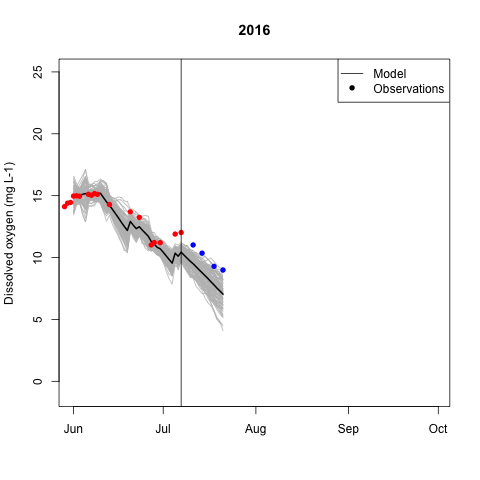 2016
Model
Observations
Dissolved oxygen (mg L-1)
25
20
15
10
5
0
Jun
Jul
Aug
Sep
Oct